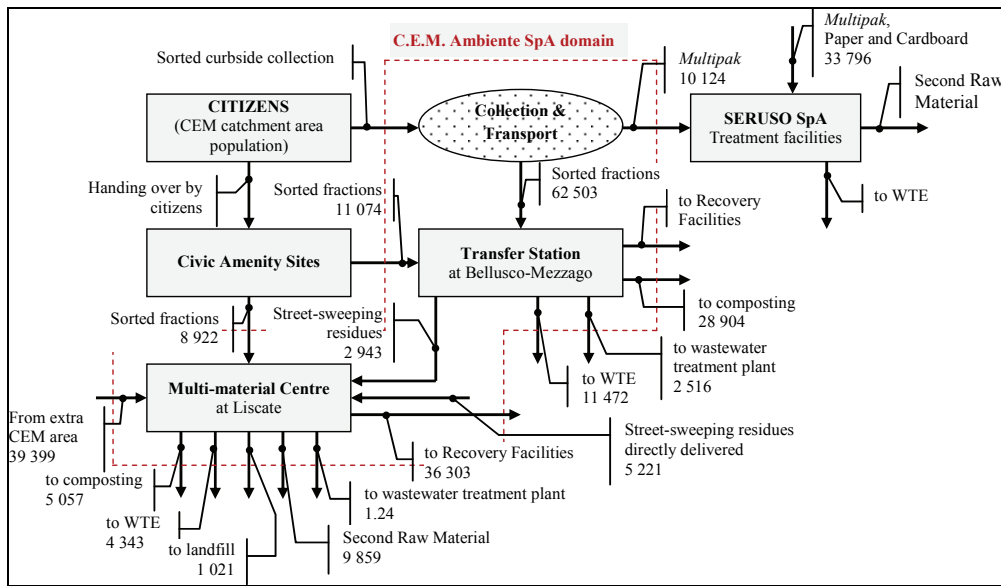 C.E.M. Ambiente SpA domain
Multipak,
Paper and Cardboard
33 796
Sorted curbside collection
Multipak
10 124
Second Raw
Material
CITIZENS
(CEM catchment area
population)
Collection &
Transport
SERUSO SpA
Treatment facilities
Handing over by
citizens
Sorted fractions
11 074
Sorted fractions
62 503
to WTE
to Recovery
Facilities
Civic Amenity Sites
Transfer Station
at Bellusco-Mezzago
Sorted fractions
8 922
Street-sweeping
residues
2 943
to composting
28 904
to wastewater
treatment plant
2 516
to WTE
11 472
Multi-material Centre
at Liscate
From extra
CEM area
39 399
Street-sweeping residues
directly delivered
5 221
to Recovery Facilities
36 303
to composting
5 057
to wastewater treatment plant
1.24
to WTE
4 343
Second Raw Material
9 859
to landfill
1 021